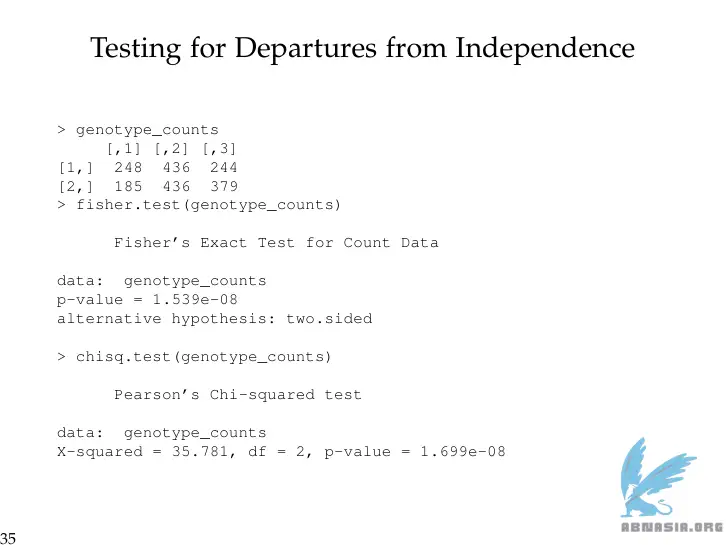 Testing for Departures from Independence
> genotype_counts
[,1] [,2] [,3]
[1,] 248 436 244
[2,] 185 436 379
> fisher.test(genotype_counts)
Fisher's Exact Test for Count Data
data: genotype_counts
p-value = 1.539e-08
alternative hypothesis: two.sided
> chisq.test(genotype_counts)
Pearson's Chi-squared test
data: genotype_counts
X-squared = 35.781, df = 2, p-value = 1.699e-08
ABNASIA.ORG
35